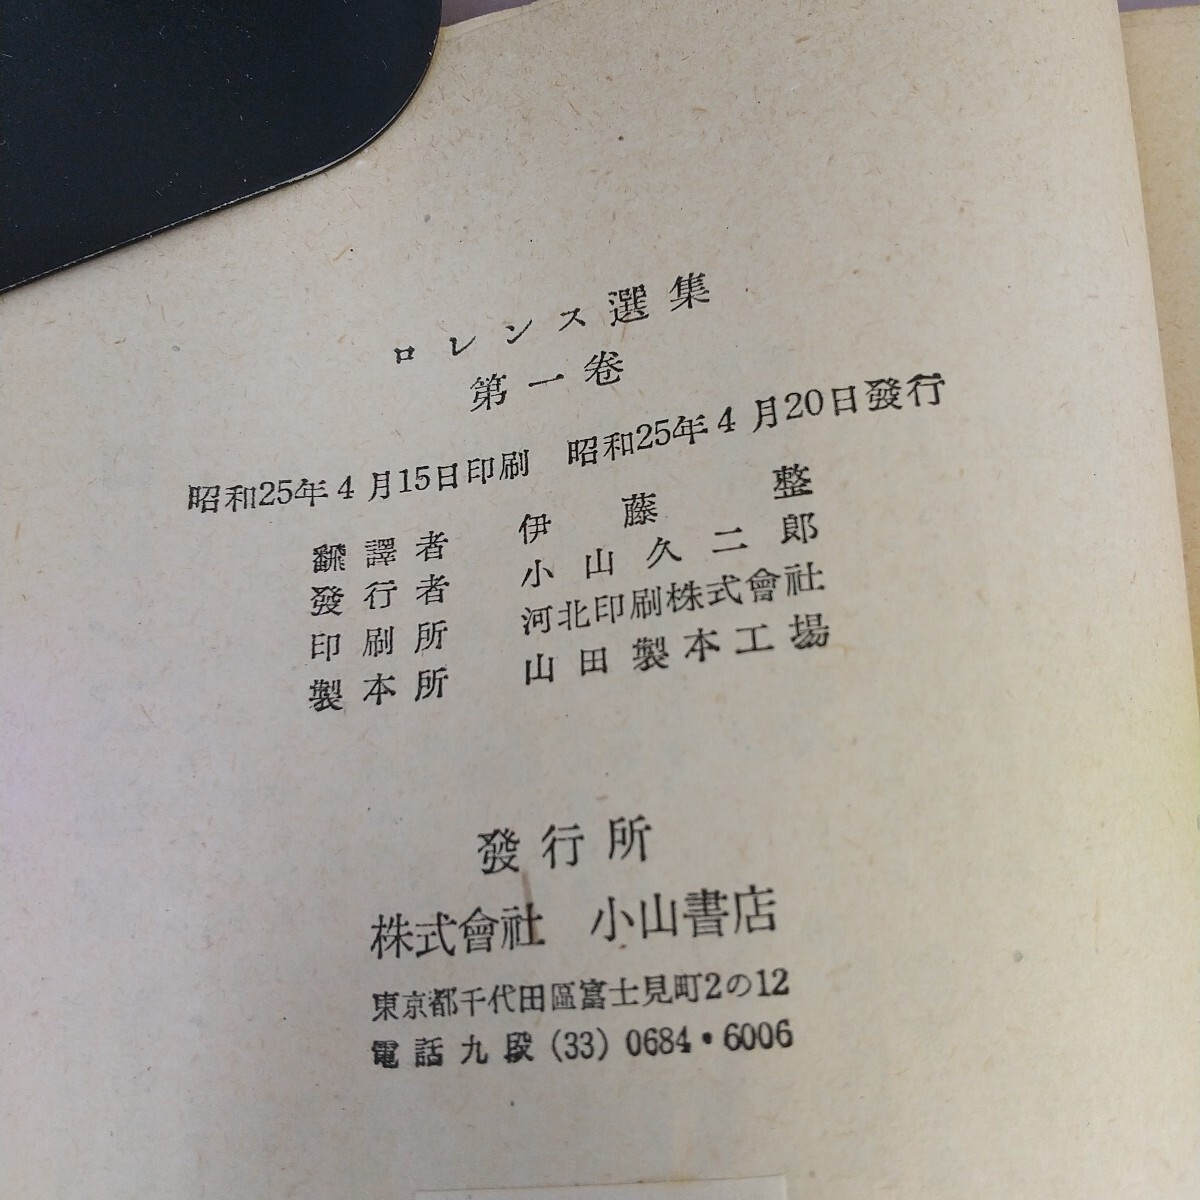 ロレンス選集
第一卷
昭和25年4月15日印刷　昭和25年4月20日發行
飜譯者　伊藤整
發行者　小山久二郎
印刷所　河北印刷株式會社
製本所　山田製本工場
發行所
株式會社　小山書店
東京都千代田區富士見町2の12
電話九段（33）0684・6006